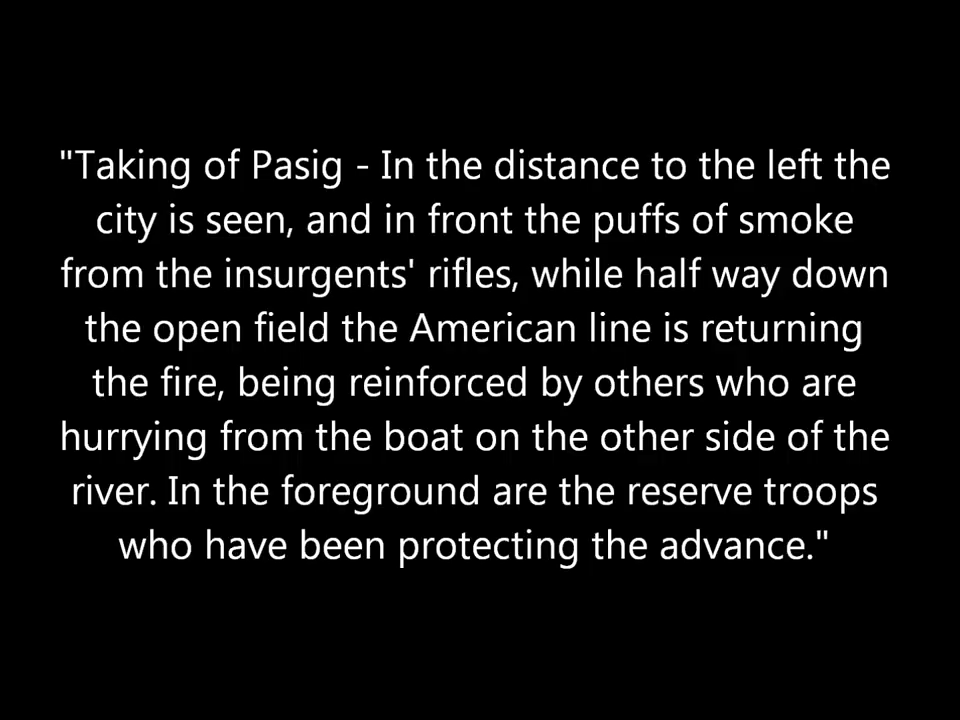 "Taking of Pasig - In the distance to the left the
city is seen, and in front the puffs of smoke
from the insurgents' rifles, while half way down
the open field the American line is returning
the fire, being reinforced by others who are
hurrying from the boat on the other side of the
river. In the foreground are the reserve troops
who have been protecting the advance."